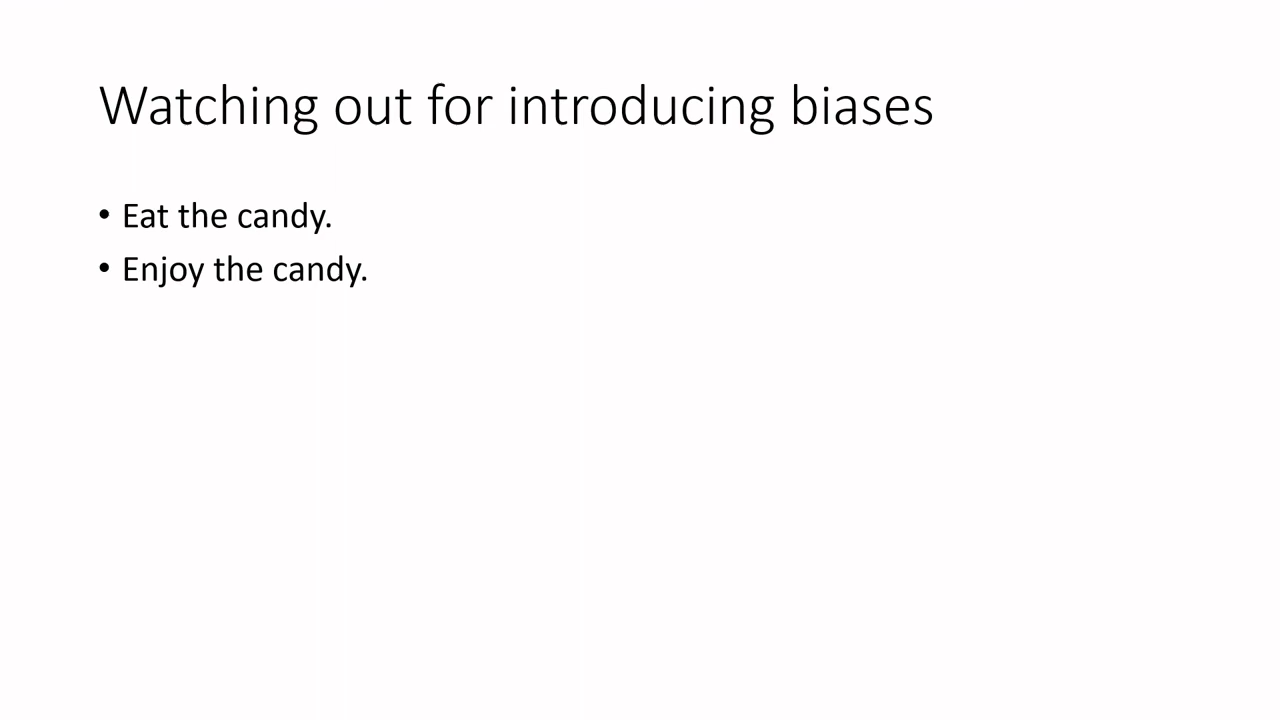 Watching out for introducing biases
• Eat the candy.
• Enjoy the candy.